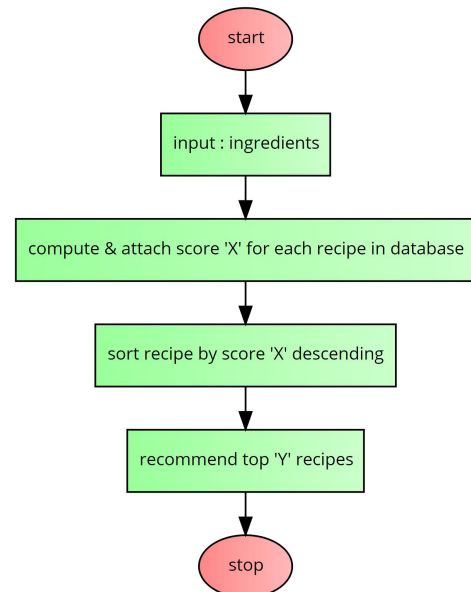 start
input : ingredients
compute & attach score 'X' for each recipe in database
sort recipe by score 'X' descending
recommend top 'Y' recipes
stop